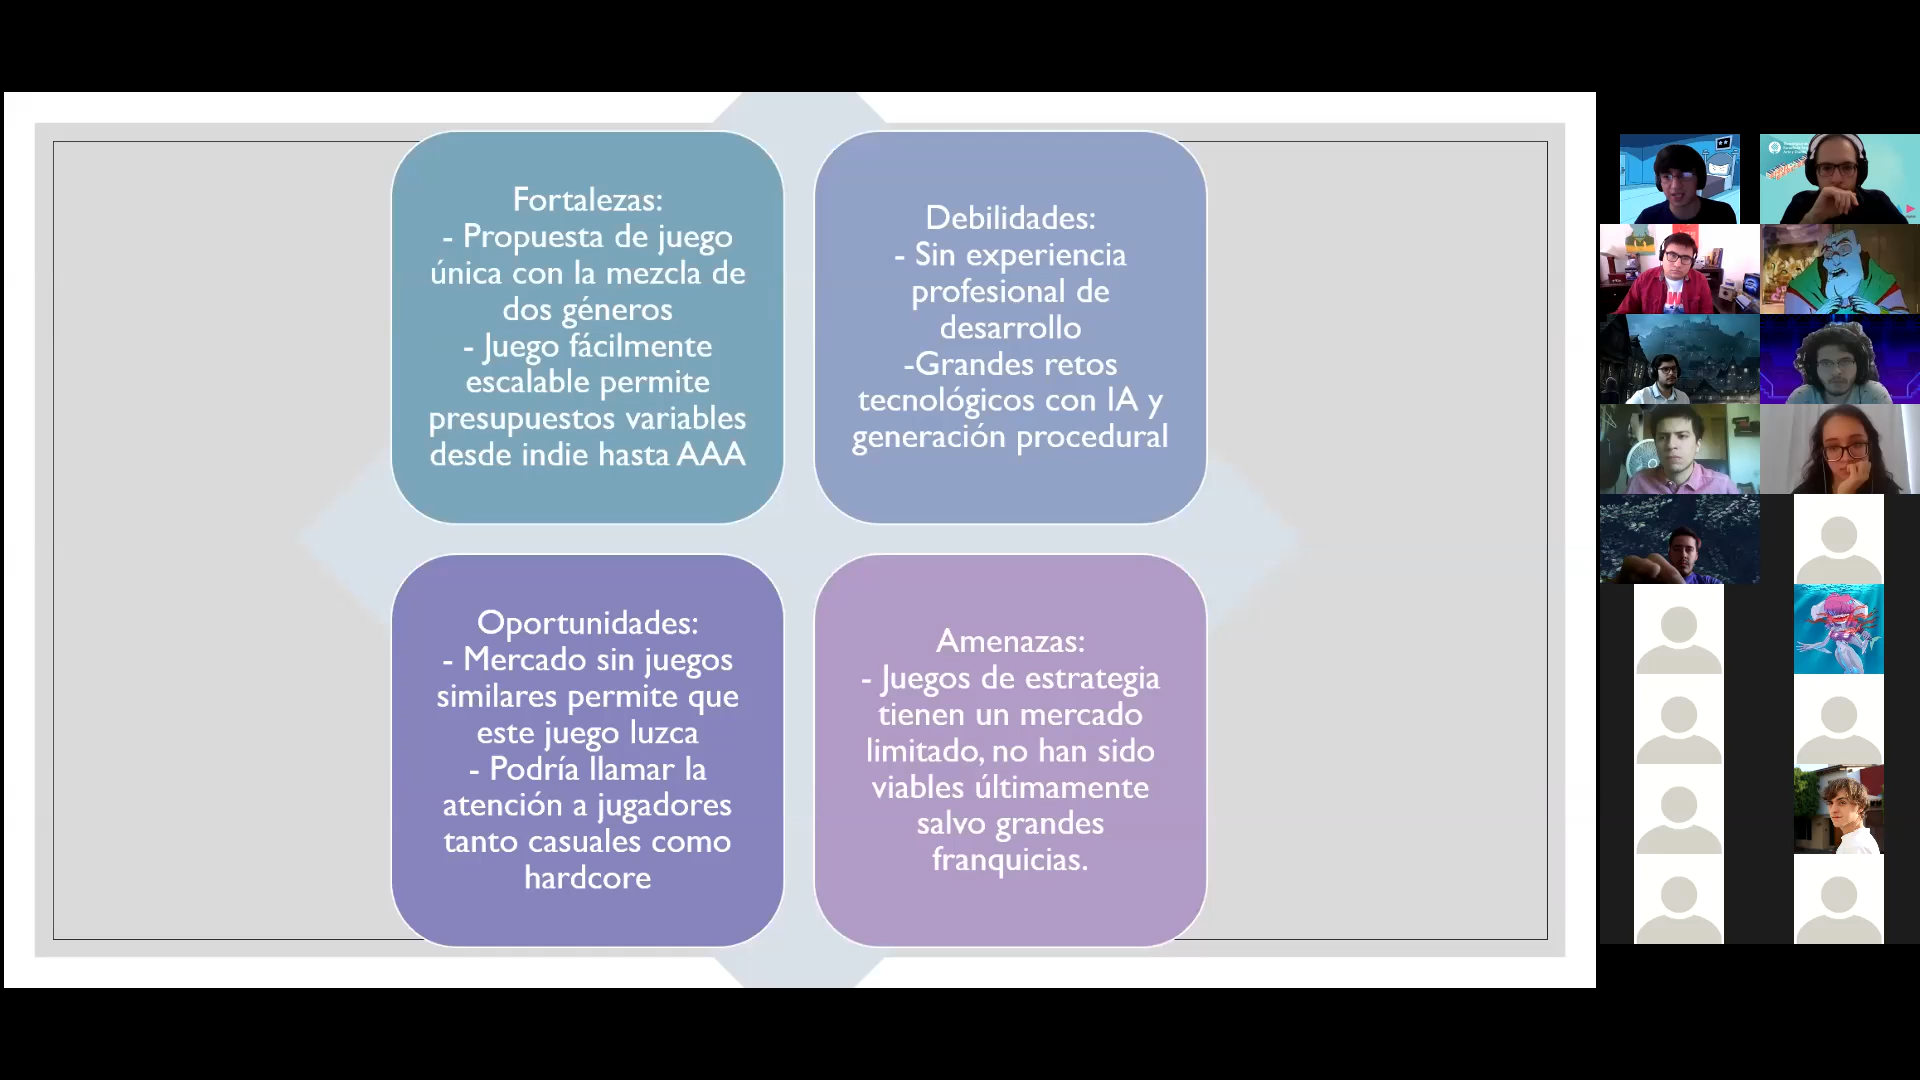 Fortalezas:
- Propuesta de juego
única con la mezcla de
dos géneros
- Juego fácilmente
escalable permite
presupuestos variables
desde indie hasta AAA
Debilidades:
- Sin experiencia
profesional de
desarrollo
-Grandes retos
tecnológicos con IA y
generación procedural
Oportunidades:
- Mercado sin juegos
similares permite que
este juego luzca
- Podría llamar la
atención a jugadores
tanto casuales como
hardcore
Amenazas:
- Juegos de estrategia
tienen un mercado
limitado, no han sido
viables últimamente
salvo grandes
franquicias.